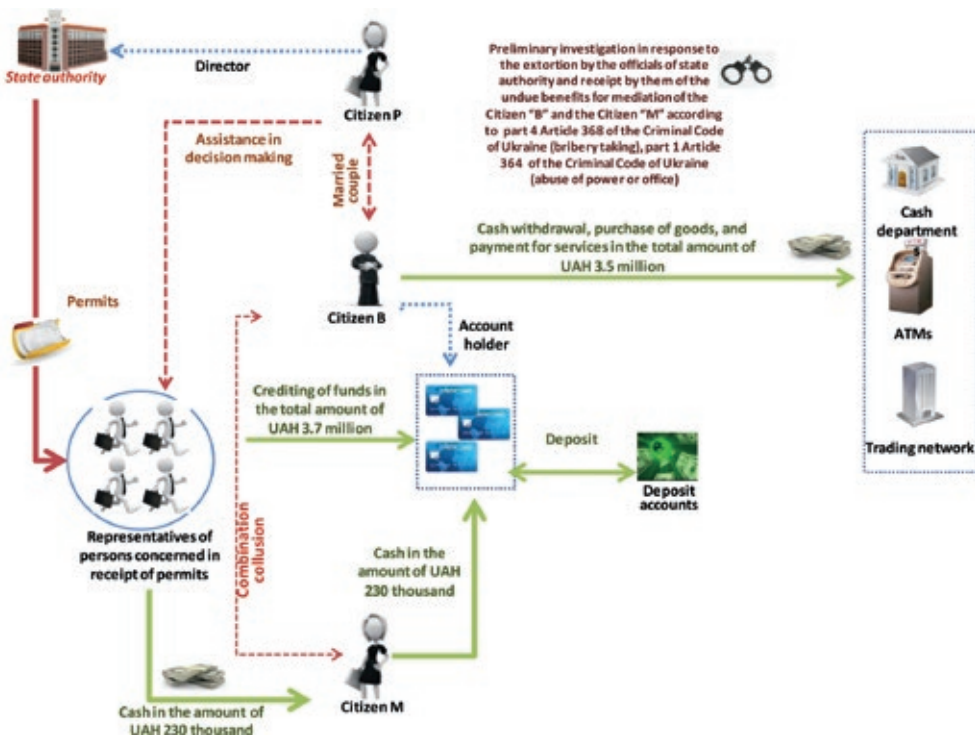 State authority
Director
Citizen P
Preliminary investigation in response to
the extortion by the officials of state
authority and receipt by them of the
undue benefits for mediation of the
Citizen "B" and the Citizen "M" according
to part 4 Article 368 of the Criminal Code
of Ukraine (bribery taking), part 1 Article
364 of the Criminal Code of Ukraine
(abuse of power or office)
Assistance in
decision making
Married
couple
Cash withdrawal, purchase of goods, and
payment for services in the total amount of
UAH 3.5 million
Cash
department
ATMs
Trading network
Permits
Citizen B
Account
holder
Crediting of funds in
the total amount of
UAH 3.7 million
Deposit
Deposit
accounts
Representatives of
persons concerned in
receipt of permits
Combination
collusion
Cash in the
amount of UAH
230 thousand
Citizen M
Cash in the amount of
UAH 230 thousand